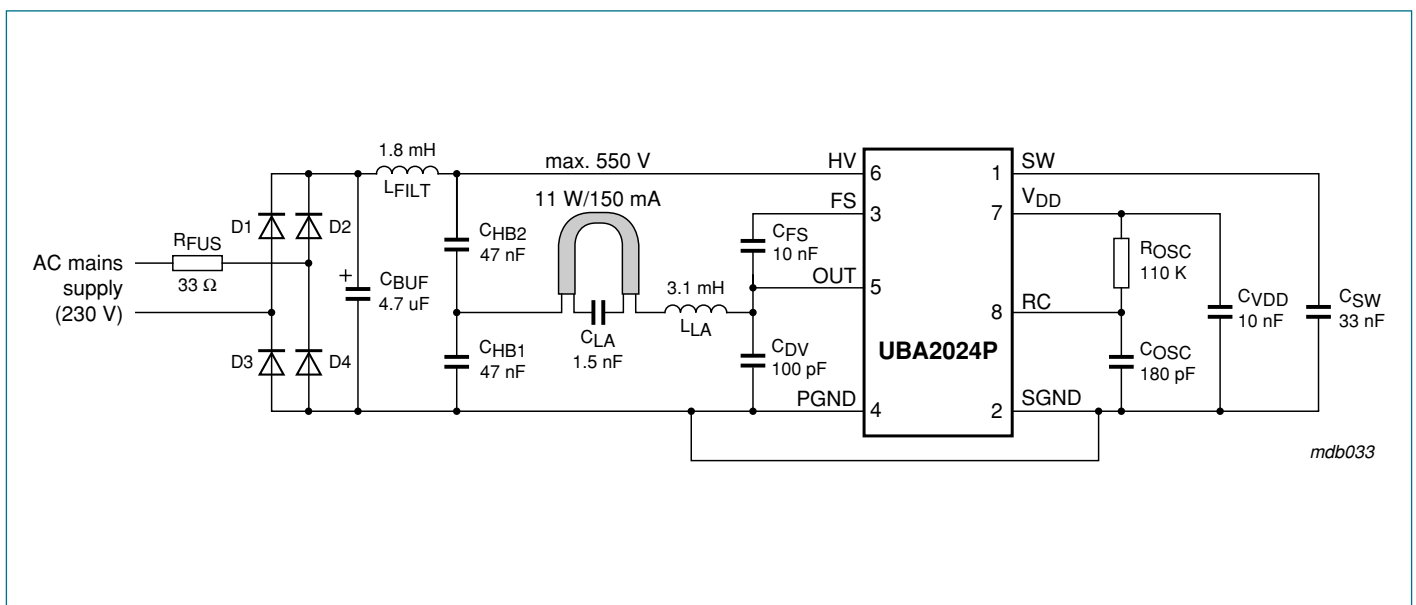 1.8 mH
LFILT
max. 550 V
HV
6
1
SW
11 W/150 mA
FS
3
7
VDD
D1
D2
RFUS
33 Ω
AC mains
supply
(230 V)
+
CBUF
4.7 uF
CHB2
47 nF
CFS
10 nF
ROSC
110 K
3.1 mH
LLA
OUT
5
8
RC
CLA
1.5 nF
CVDD
10 nF
CSW
33 nF
D3
D4
CHB1
47 nF
CDV
100 pF
UBA2024P
COSC
180 pF
PGND
4
2
SGND
mdb033